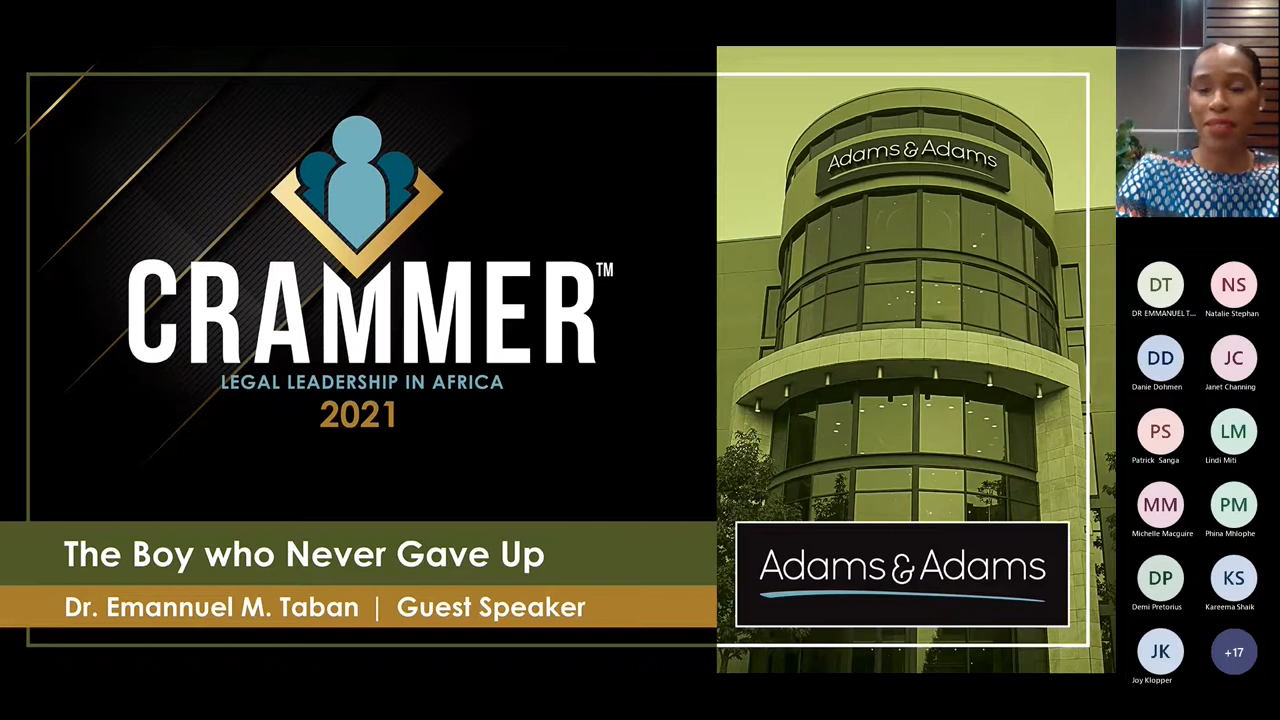 CRAMMER™
LEGAL LEADERSHIP IN AFRICA
2021
The Boy who Never Gave Up
Dr. Emannuel M. Taban | Guest Speaker
Adams & Adams
Adams & Adams
DT
DR EMMANUEL T...
NS
Natalie Stephan
DD
Danie Dohmen
JC
Janet Channing
PS
Patrick Sanga
LM
Lindi Miti
MM
Michelle Macguire
PM
Phina Mhlophe
DP
Demi Pretorius
KS
Kareema Shaik
JK
Joy Klopper
+17